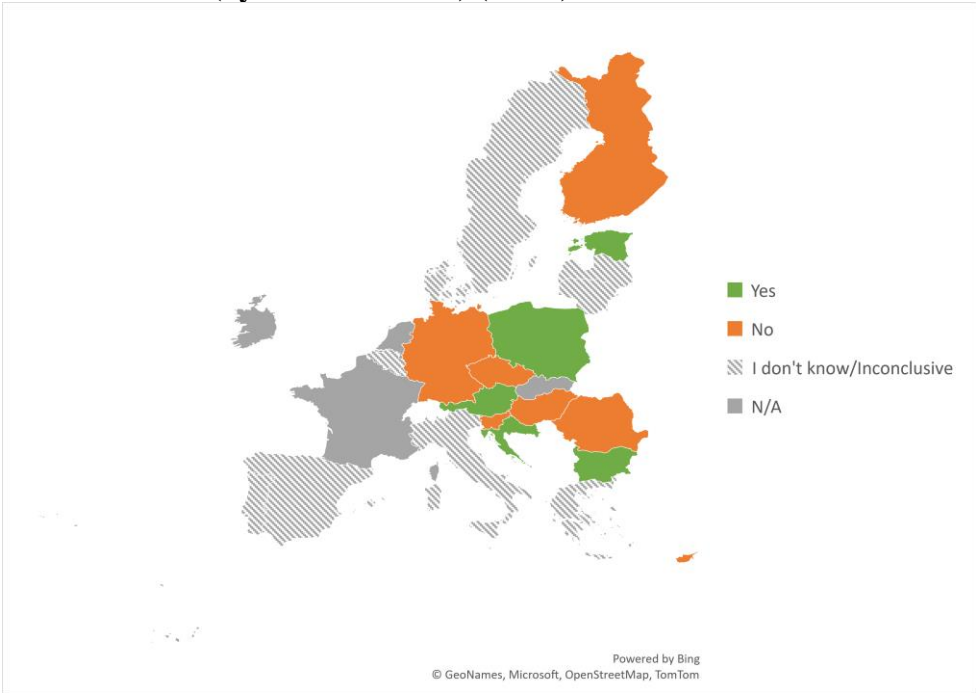 Yes
No
I don't know/Inconclusive
N/A
Powered by Bing
© GeoNames, Microsoft, OpenStreetMap, TomTom